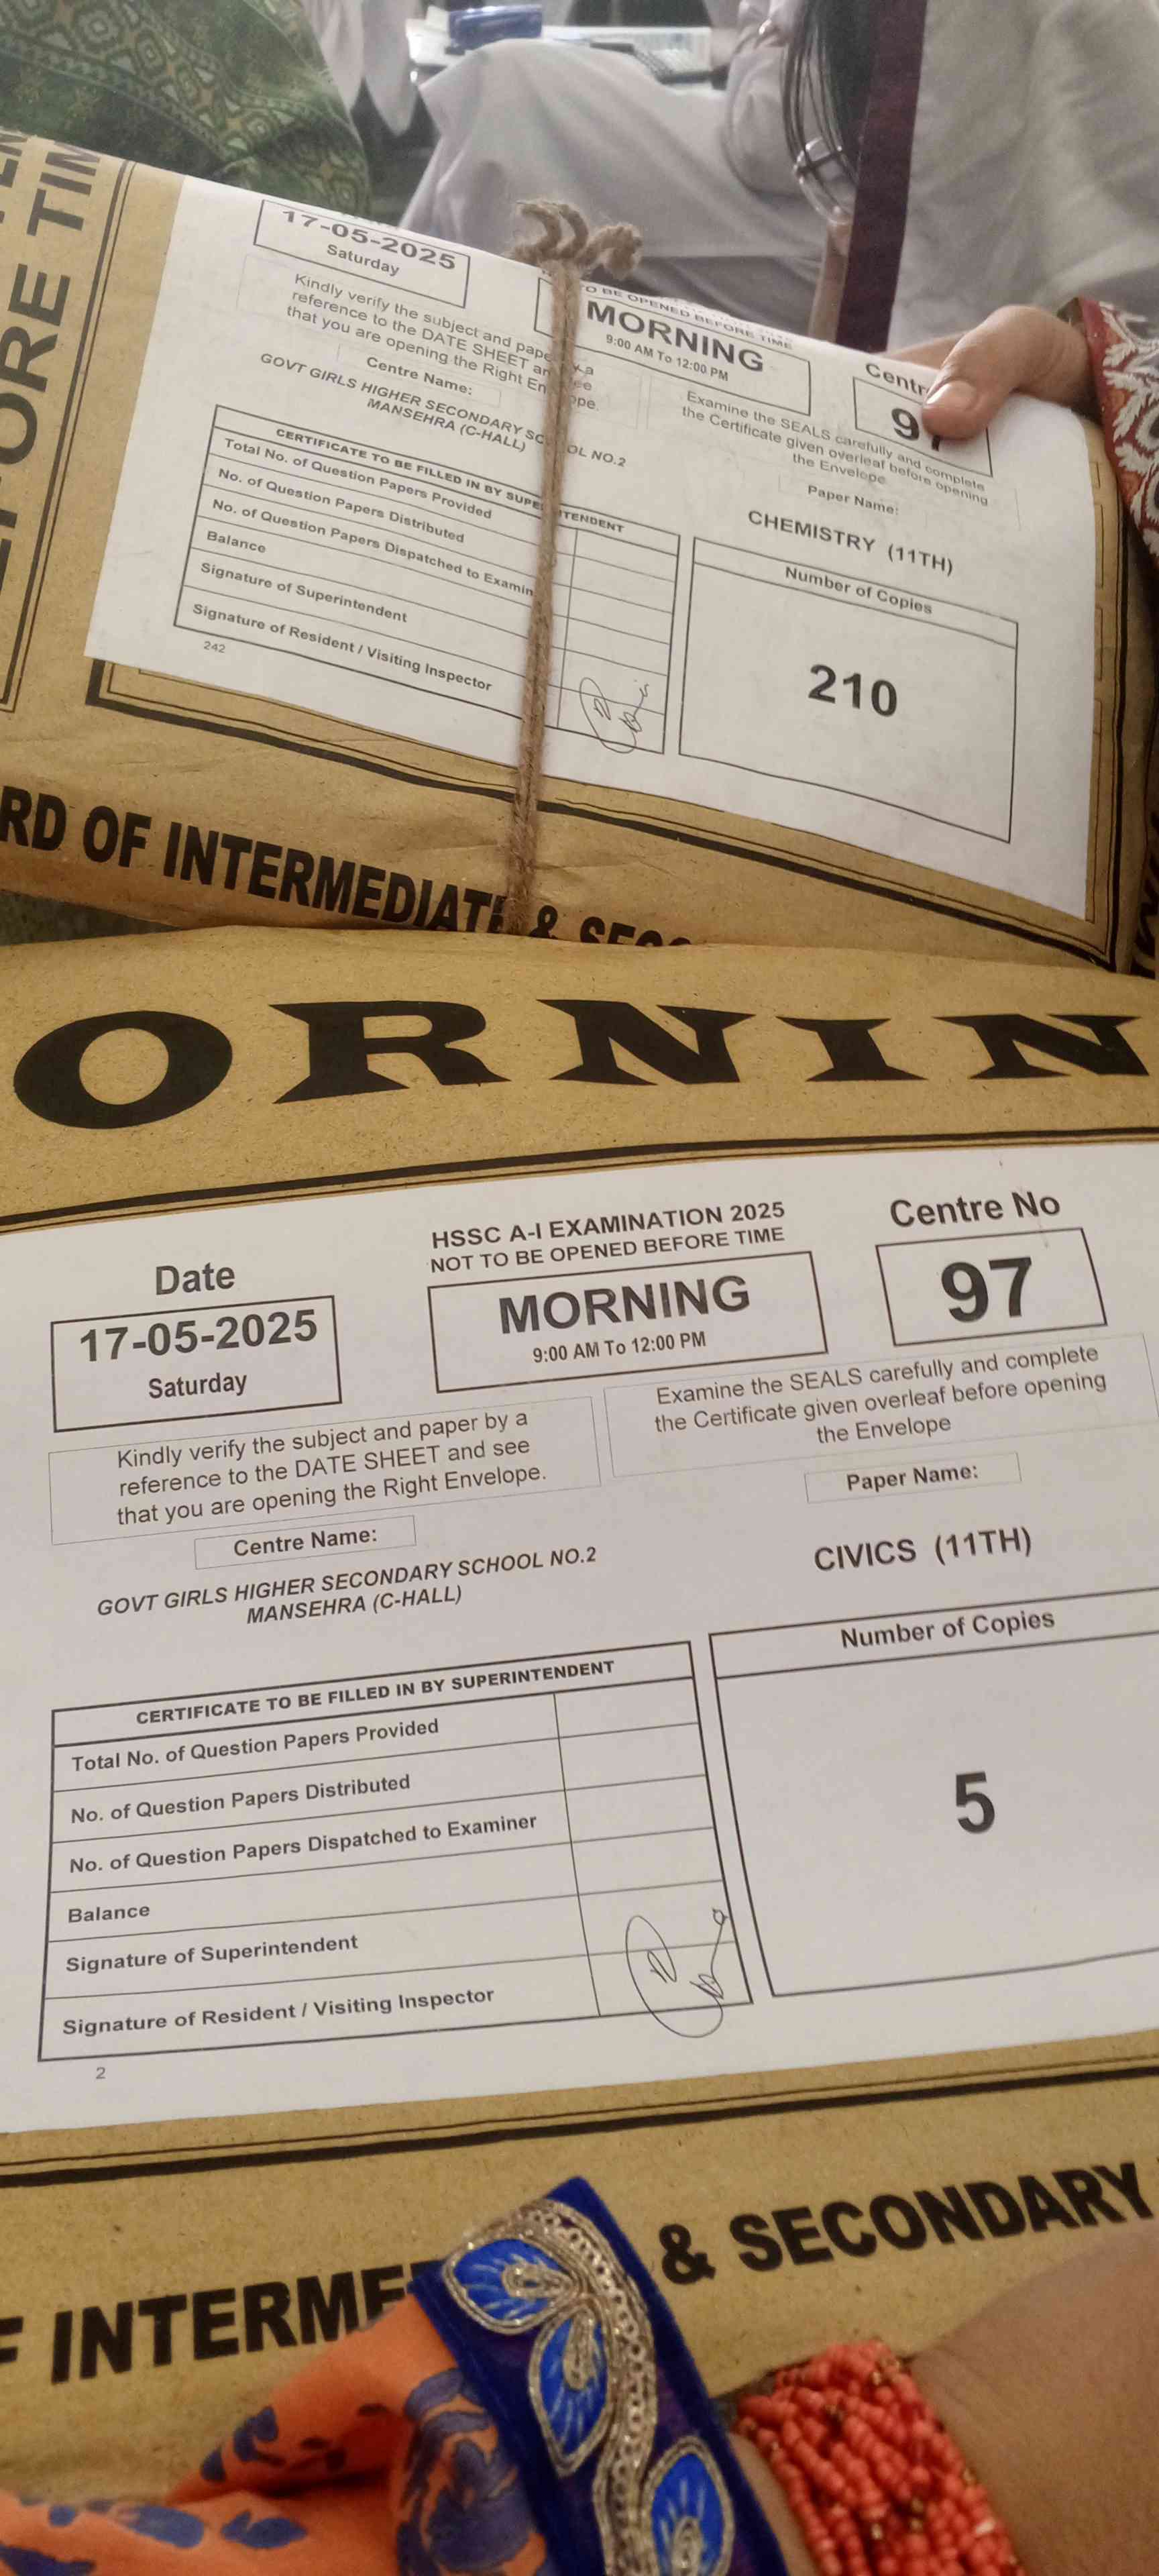 ORE TIM
17-05-2025
Saturday
O BE OPENED BEFORE TIME
MORNING
9:00 AM To 12:00 PM
Kindly verify the subject and pape
reference to the DATE SHEET an
that you are opening the Right En ope.
Examine the SEALS carefully and complete
the Certificate given overleaf before opening
the Envelope
Centre Name:
GOVT GIRLS HIGHER SECONDARY SC OL NO.2
MANSEHRA (C-HALL)
Paper Name:
CHEMISTRY (11TH)
CERTIFICATE TO BE FILLED IN BY SUPE TENDENT
Total No. of Question Papers Provided
No. of Question Papers Distributed
No. of Question Papers Dispatched to Examin
Balance
Signature of Superintendent
Signature of Resident / Visiting Inspector
Number of Copies
210
242
RD OF INTERMEDIAT & SECO
ORNIN
HSSC A-I EXAMINATION 2025
NOT TO BE OPENED BEFORE TIME
Date
17-05-2025
Saturday
MORNING
9:00 AM To 12:00 PM
Centre No
97
Kindly verify the subject and paper by a
reference to the DATE SHEET and see
that you are opening the Right Envelope.
Examine the SEALS carefully and complete
the Certificate given overleaf before opening
the Envelope
Centre Name:
GOVT GIRLS HIGHER SECONDARY SCHOOL NO.2
MANSEHRA (C-HALL)
Paper Name:
CIVICS (11TH)
CERTIFICATE TO BE FILLED IN BY SUPERINTENDENT
Total No. of Question Papers Provided
No. of Question Papers Distributed
No. of Question Papers Dispatched to Examiner
Balance
Signature of Superintendent
Signature of Resident / Visiting Inspector
Number of Copies
5
2
F INTERME & SECONDARY